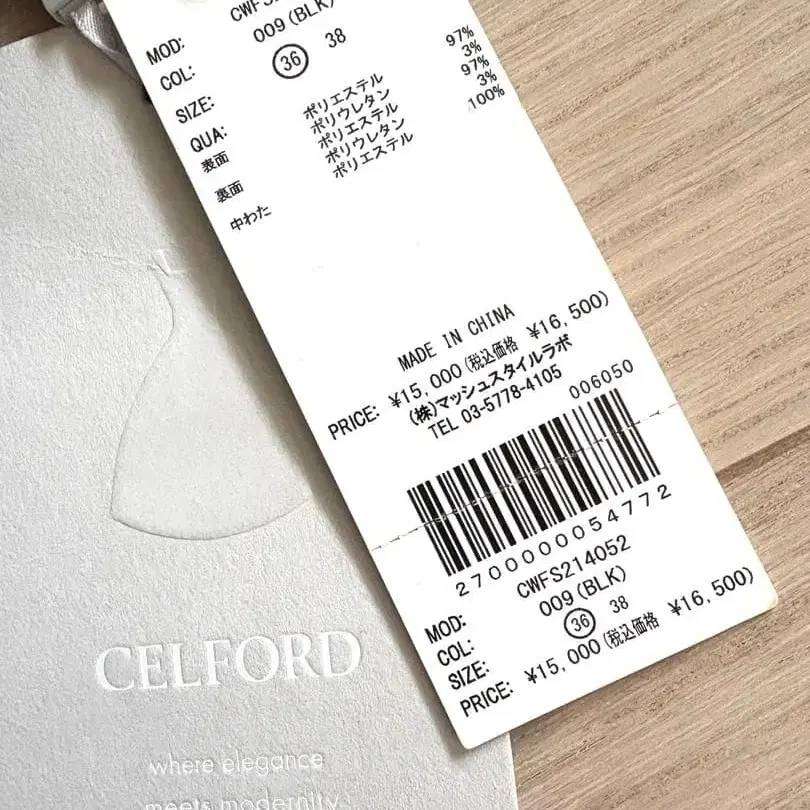 MOD:
COL: 009(BLK)
SIZE: 36 38
QUA:
表面 ポリエステル 97%
ポリウレタン 3%
裏面 ポリエステル 97%
ポリウレタン 3%
中わた ポリエステル 100%
MADE IN CHINA
PRICE: ¥15,000(税込価格 ¥16,500)
(株)マッシュスタイルラボ
TEL 03-5778-4105
006050
2700000054772
MOD: CWFS214052
COL: 009(BLK)
SIZE: 36 38
PRICE: ¥15,000(税込価格 ¥16,500)
CELFORD
where elegance
meets modernity